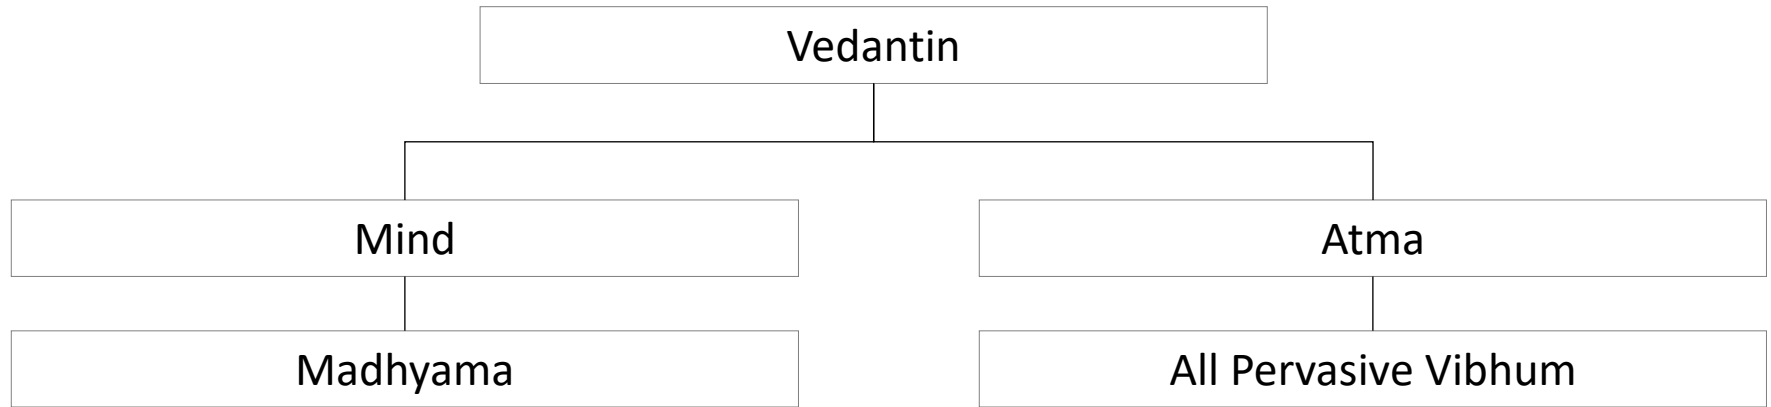 Vedantin
Mind
Atma
Madhyama
All Pervasive Vibhum